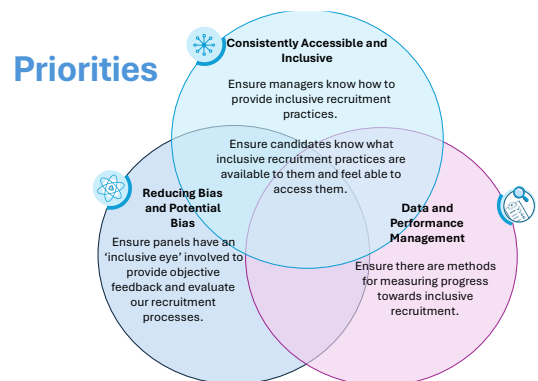 Priorities
Consistently Accessible and
Inclusive
Ensure managers know how to
provide inclusive recruitment
practices.
Ensure candidates know what
inclusive recruitment practices are
available to them and feel able to
access them.
Reducing Bias
and Potential
Bias
Ensure panels have an
‘inclusive eye’ involved to
provide objective
feedback and evaluate
our recruitment
processes.
Data and
Performance
Management
Ensure there are methods
for measuring progress
towards inclusive
recruitment.